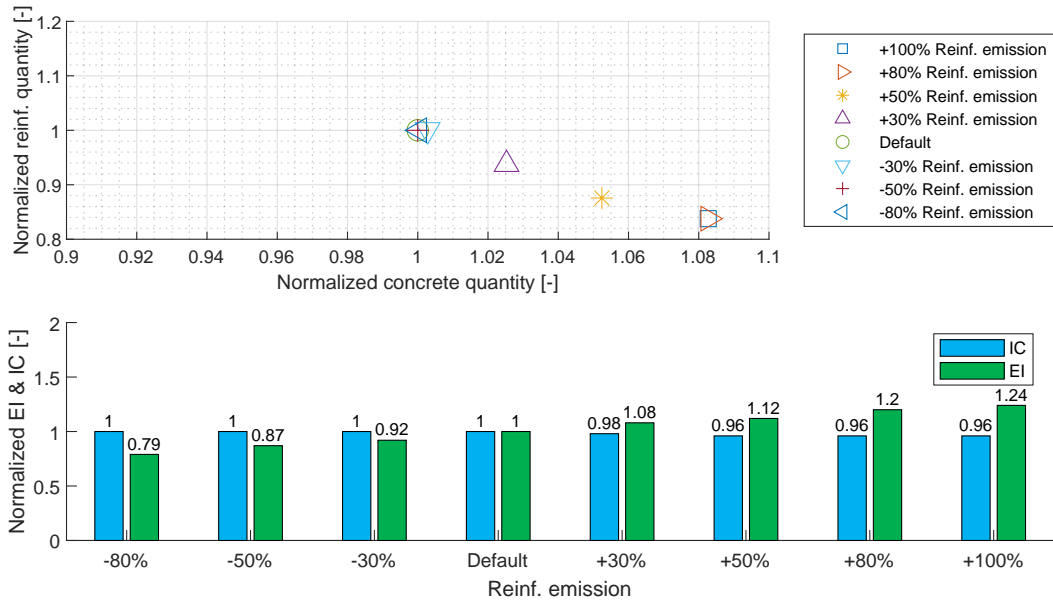 Normalized reinf. quantity [-]
1.2
1.1
1
0.9
0.8
0.9
0.92
0.94
0.96
0.98
1
1.02
1.04
1.06
1.08
1.1
Normalized concrete quantity [-]
+100% Reinf. emission
+80% Reinf. emission
+50% Reinf. emission
+30% Reinf. emission
Default
-30% Reinf. emission
-50% Reinf. emission
-80% Reinf. emission
Normalized EI & IC [-]
2
1.5
1
0.5
0
IC
EI
1
0.79
1
0.87
1
0.92
1
1
0.98
1.08
0.96
1.12
0.96
1.2
0.96
1.24
-80%
-50%
-30%
Default
+30%
+50%
+80%
+100%
Reinf. emission